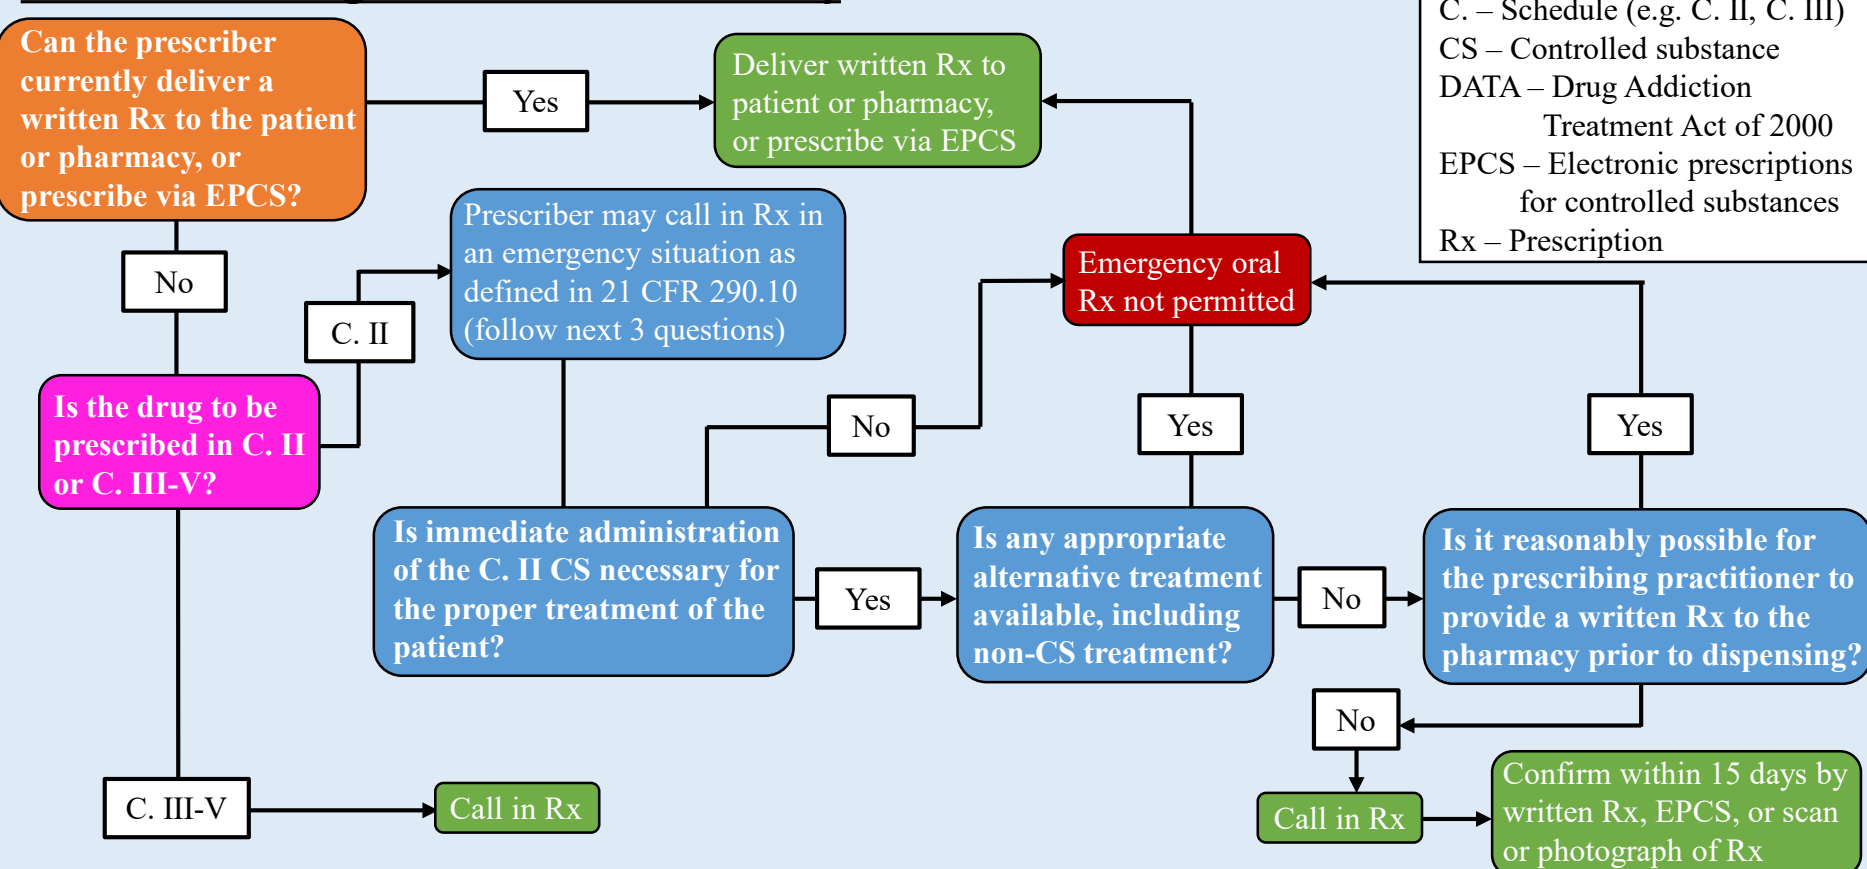 C. – Schedule (e.g. C. II, C. III)
CS – Controlled substance
DATA – Drug Addiction
Treatment Act of 2000
EPCS – Electronic prescriptions
for controlled substances
Rx – Prescription
Can the prescriber
currently deliver a
written Rx to the patient
or pharmacy, or
prescribe via EPCS?
Yes
Deliver written Rx to
patient or pharmacy,
or prescribe via EPCS
No
Prescriber may call in Rx in
an emergency situation as
defined in 21 CFR 290.10
(follow next 3 questions)
Emergency oral
Rx not permitted
C. II
Is the drug to be
prescribed in C. II
or C. III-V?
No
Yes
Yes
Is immediate administration
of the C. II CS necessary for
the proper treatment of the
patient?
Yes
Is any appropriate
alternative treatment
available, including
non-CS treatment?
No
Is it reasonably possible for
the prescribing practitioner to
provide a written Rx to the
pharmacy prior to dispensing?
No
C. III-V
Call in Rx
Call in Rx
Confirm within 15 days by
written Rx, EPCS, or scan
or photograph of Rx